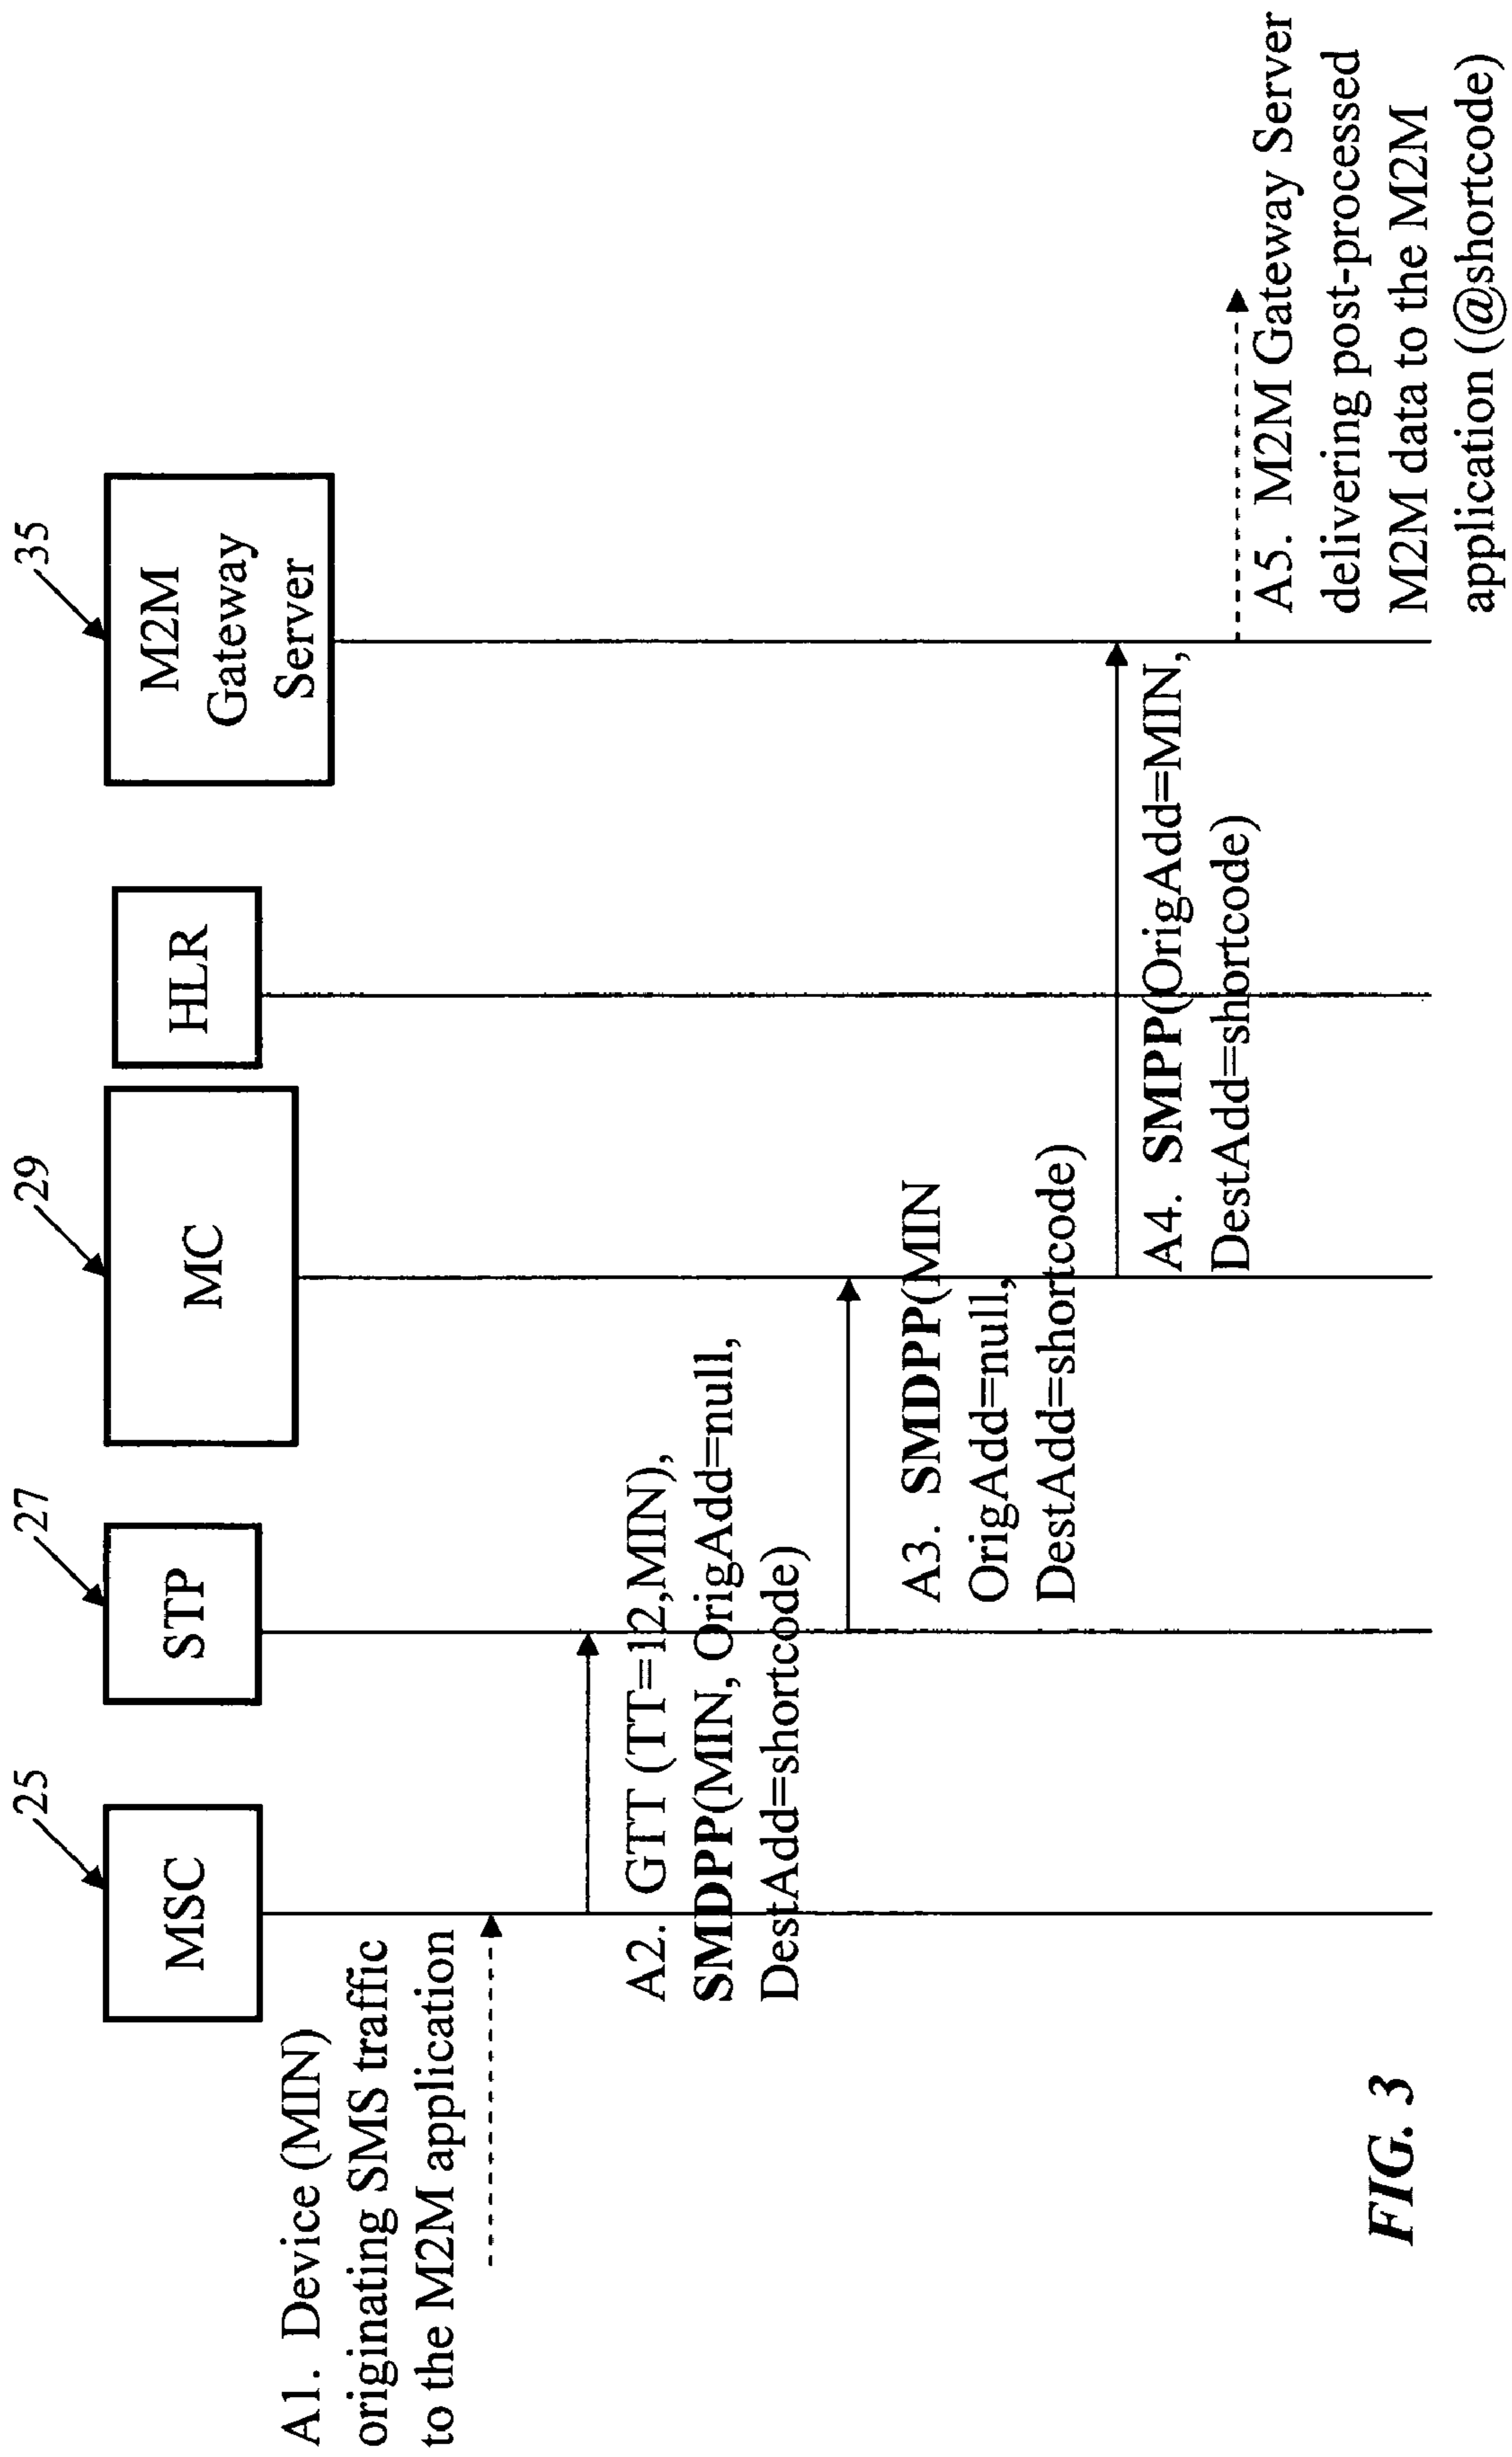 25
27
29
35
MSC
STP
MC
HLR
M2M
Gateway
Server
A1. Device (MIN)
originating SMS traffic
to the M2M application
A2. GTT (TT=12,MIN),
SMDPP(MIN, OrigAdd=null,
DestAdd=shortcode)
A3. SMDPP(MIN
OrigAdd=null,
DestAdd=shortcode)
A4. SMPP(OrigAdd=MIN,
DestAdd=shortcode)
A5. M2M Gateway Server
delivering post-processed
M2M data to the M2M
application (@shortcode)
FIG. 3